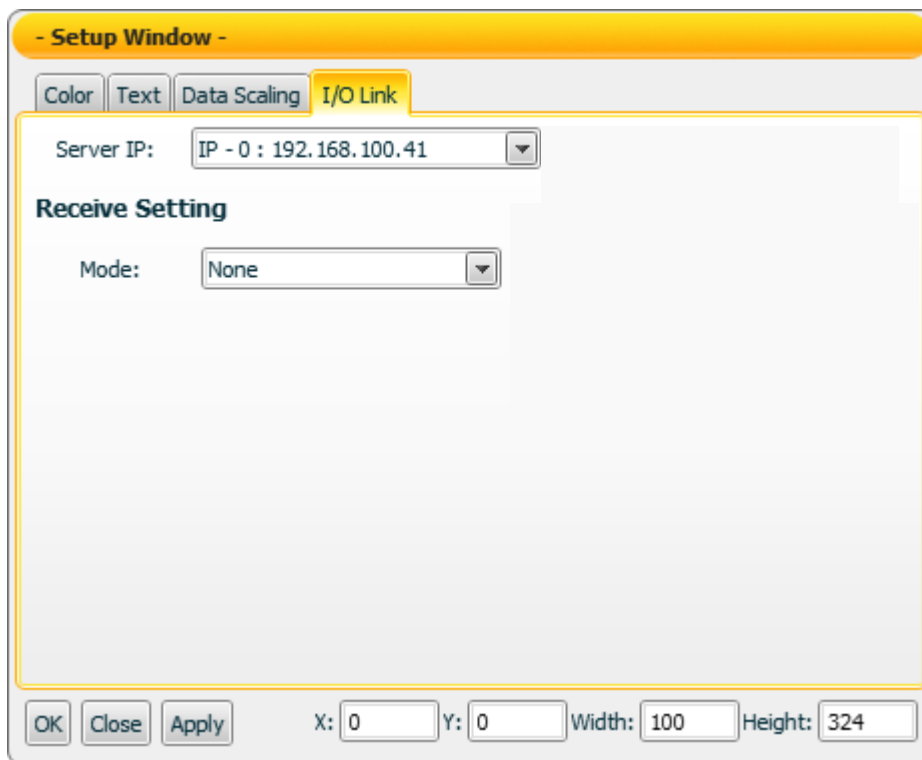 - Setup Window -
Color Text Data Scaling I/O Link
Server IP: IP - 0 : 192.168.100.41
Receive Setting
Mode: None
OK Close Apply X: 0 Y: 0 Width: 100 Height: 324